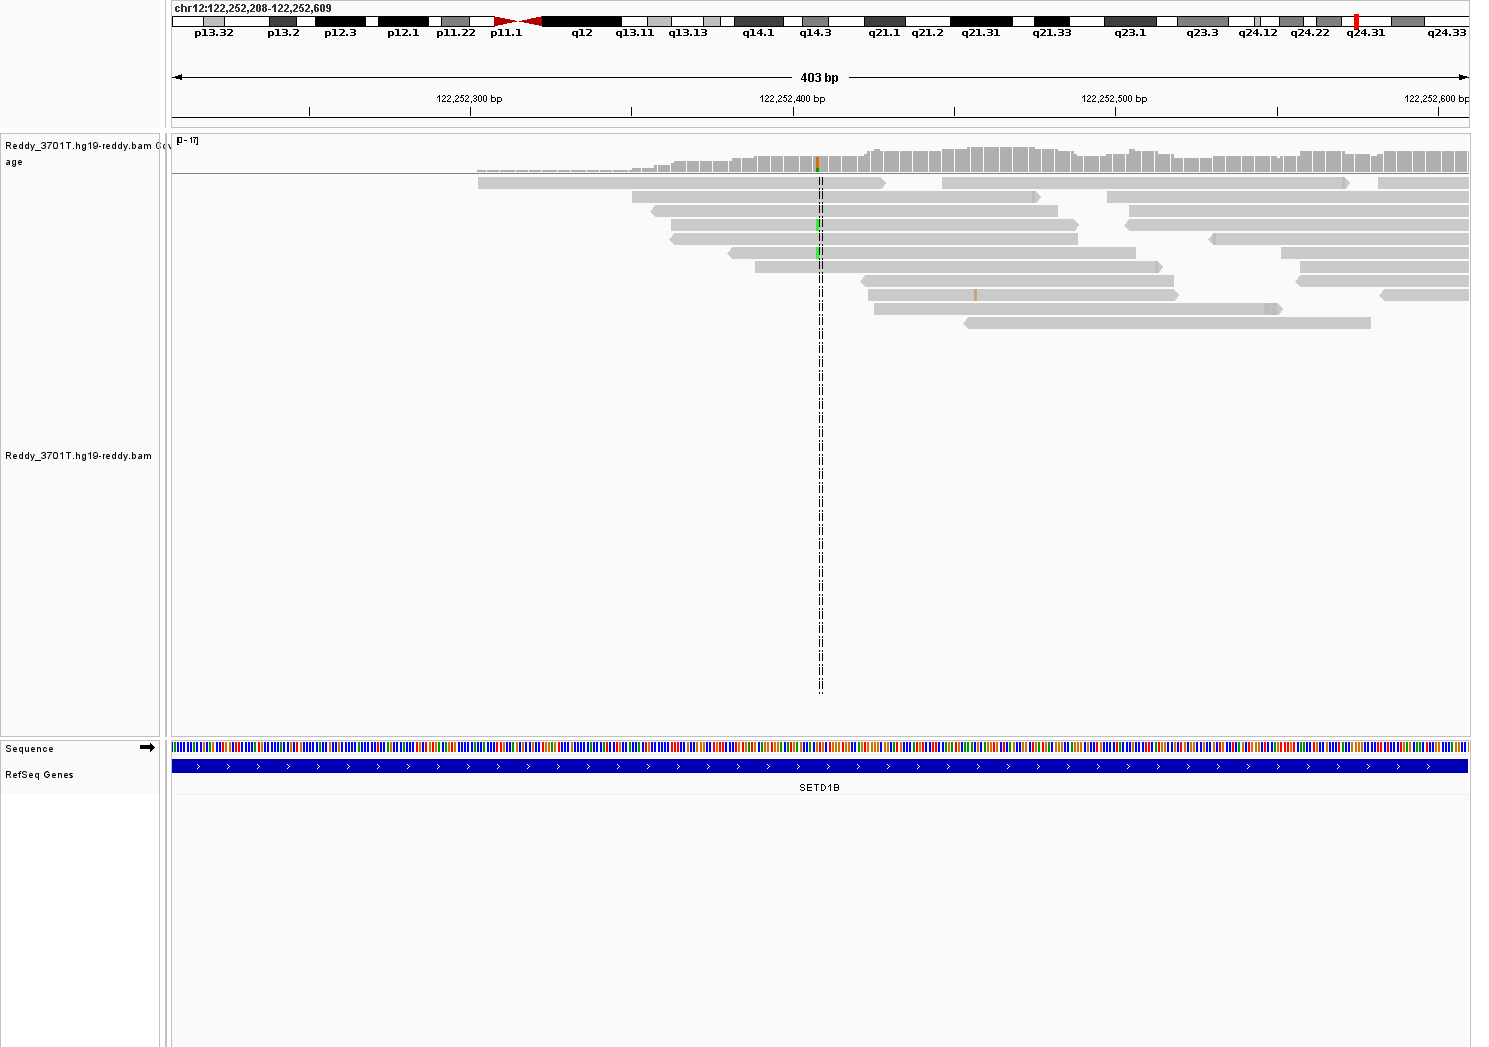 chr12:122,252,208-122,252,609
p13.32 p13.2 p12.3 p12.1 p11.22 p11.1 q12 q13.11 q13.13 q14.1 q14.3 q21.1 q21.2 q21.31 q21.33 q23.1 q23.3 q24.12 q24.22 q24.31 q24.33
403 bp
122,252,300 bp 122,252,400 bp 122,252,500 bp 122,252,600 bp
Reddy_3701T.hg19-reddy.bam Cov
age
[0 - 17]
Reddy_3701T.hg19-reddy.bam
Sequence
RefSeq Genes
SETD1B